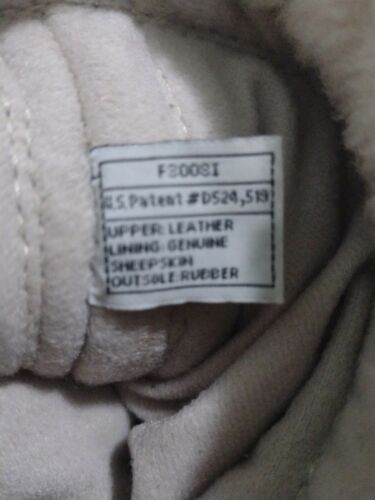 F3008I
U.S. Patent #D524,519
UPPER: LEATHER
LINING: GENUINE
SHEEPSKIN
OUTSOLE: RUBBER